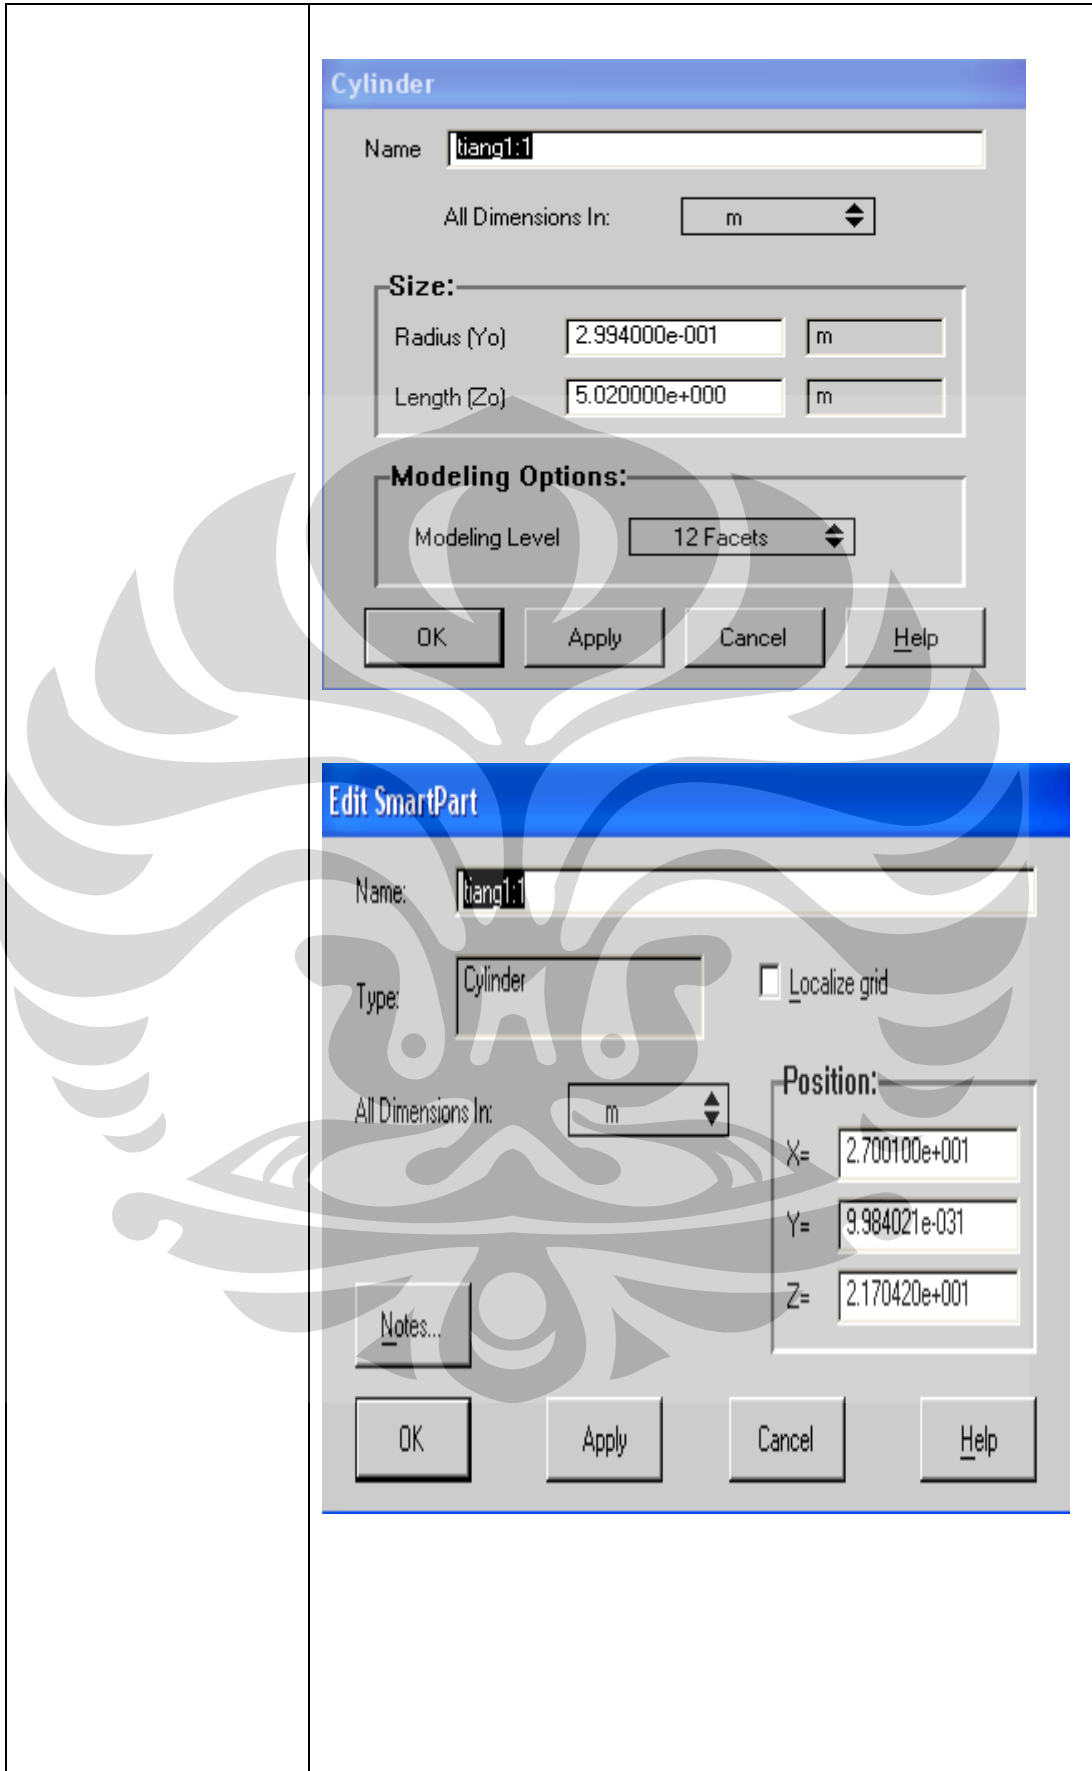 Cylinder
Name tiang1:1
All Dimensions In: m
Size:
Radius (Yo) 2.994000e-001 m
Length (Zo) 5.020000e+000 m
Modeling Options:
Modeling Level 12 Facets
OK Apply Cancel Help
Edit SmartPart
Name: tiang1:1
Type: Cylinder Localize grid
All Dimensions In: m
Position:
X= 2.700100e+001
Y= 9.984021e-031
Z= 2.170420e+001
Notes...
OK Apply Cancel Help